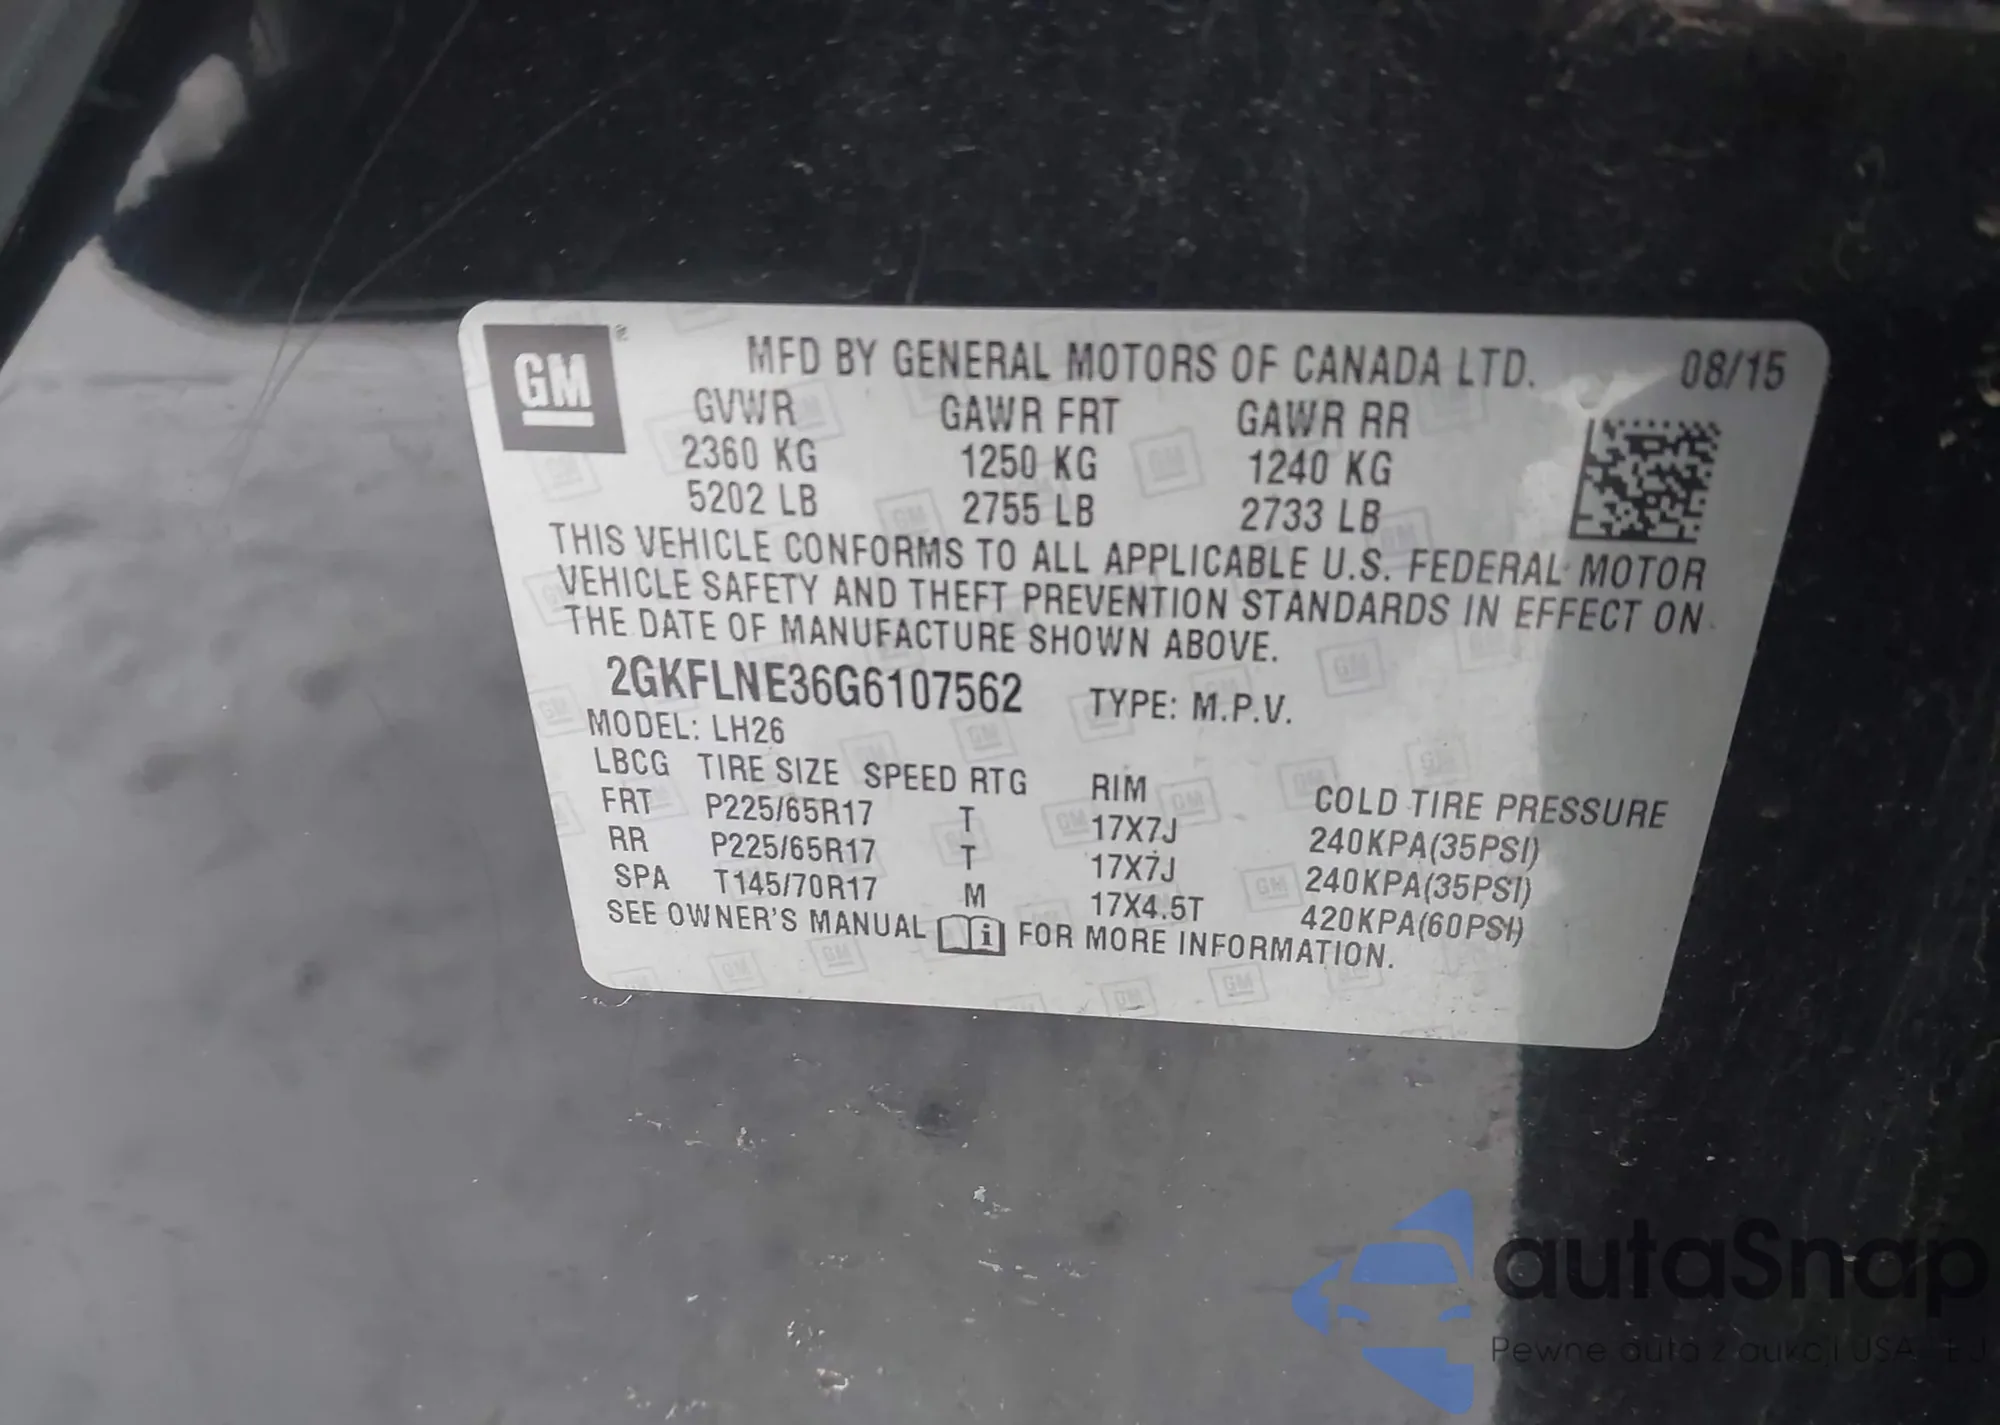 GM
MFD BY GENERAL MOTORS OF CANADA LTD. 08/15
GVWR GAWR FRT GAWR RR
2360 KG 1250 KG 1240 KG
5202 LB 2755 LB 2733 LB
THIS VEHICLE CONFORMS TO ALL APPLICABLE U.S. FEDERAL MOTOR
VEHICLE SAFETY AND THEFT PREVENTION STANDARDS IN EFFECT ON
THE DATE OF MANUFACTURE SHOWN ABOVE.
2GKFLNE36G6107562 TYPE: M.P.V.
MODEL: LH26
LBCG TIRE SIZE SPEED RTG RIM COLD TIRE PRESSURE
FRT P225/65R17 T 17X7J 240KPA(35PSI)
RR P225/65R17 T 17X7J 240KPA(35PSI)
SPA T145/70R17 M 17X4.5T 420KPA(60PSI)
SEE OWNER'S MANUAL i FOR MORE INFORMATION.
autaSnap
Pewne auta z aukcji USA